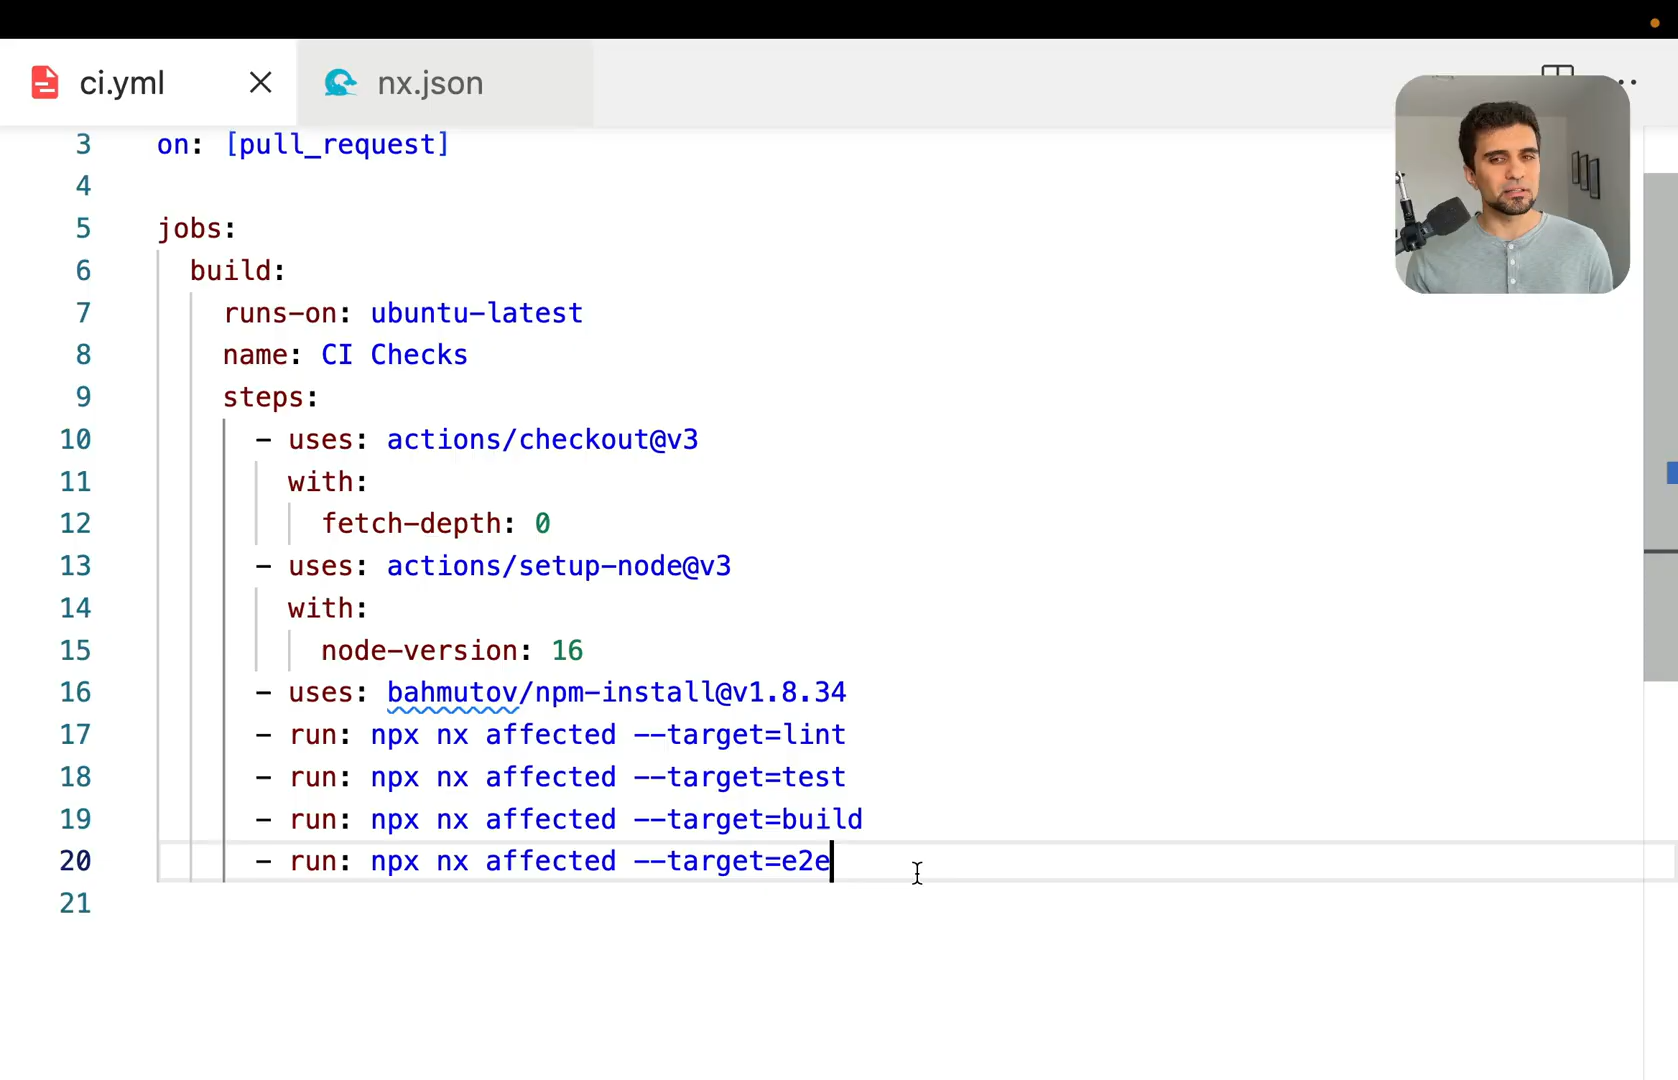 ci.yml
nx.json
3 on: [pull_request]
4
5 jobs:
6 build:
7 runs-on: ubuntu-latest
8 name: CI Checks
9 steps:
10 - uses: actions/checkout@v3
11 with:
12 fetch-depth: 0
13 - uses: actions/setup-node@v3
14 with:
15 node-version: 16
16 - uses: bahmutov/npm-install@v1.8.34
17 - run: npx nx affected --target=lint
18 - run: npx nx affected --target=test
19 - run: npx nx affected --target=build
20 - run: npx nx affected --target=e2e
21